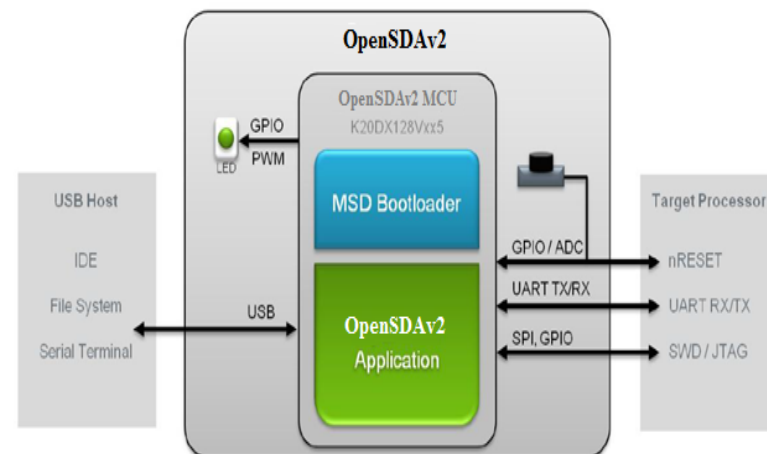 OpenSDAv2
OpenSDAv2 MCU
K20DX128Vxx5
GPIO
PWM
LED
MSD Bootloader
USB Host
IDE
File System
Serial Terminal
USB
OpenSDAv2
Application
GPIO / ADC
UART TX/RX
SPI, GPIO
Target Processor
nRESET
UART RX/TX
SWD / JTAG